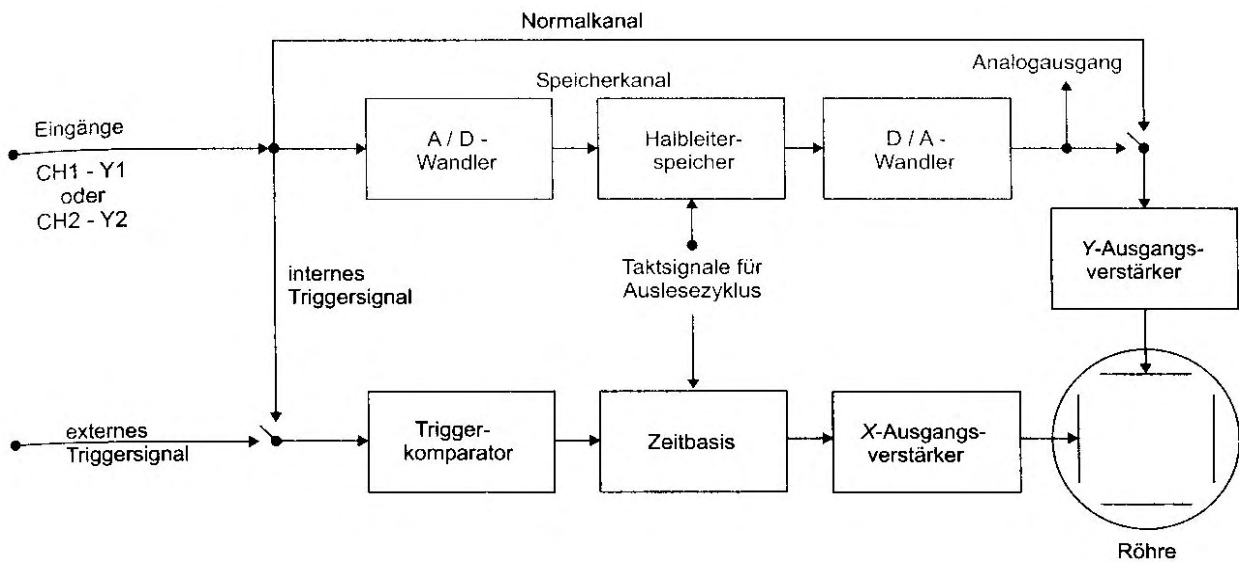 Normalkanal
Speicherkanal
Analogausgang
Eingänge
CH1 - Y1
oder
CH2 - Y2
A / D -
Wandler
Halbleiter-
speicher
D / A -
Wandler
Y-Ausgangs-
verstärker
internes
Triggersignal
Taktsignale für
Auslesezyklus
externes
Triggersignal
Trigger-
komparator
Zeitbasis
X-Ausgangs-
verstärker
Röhre